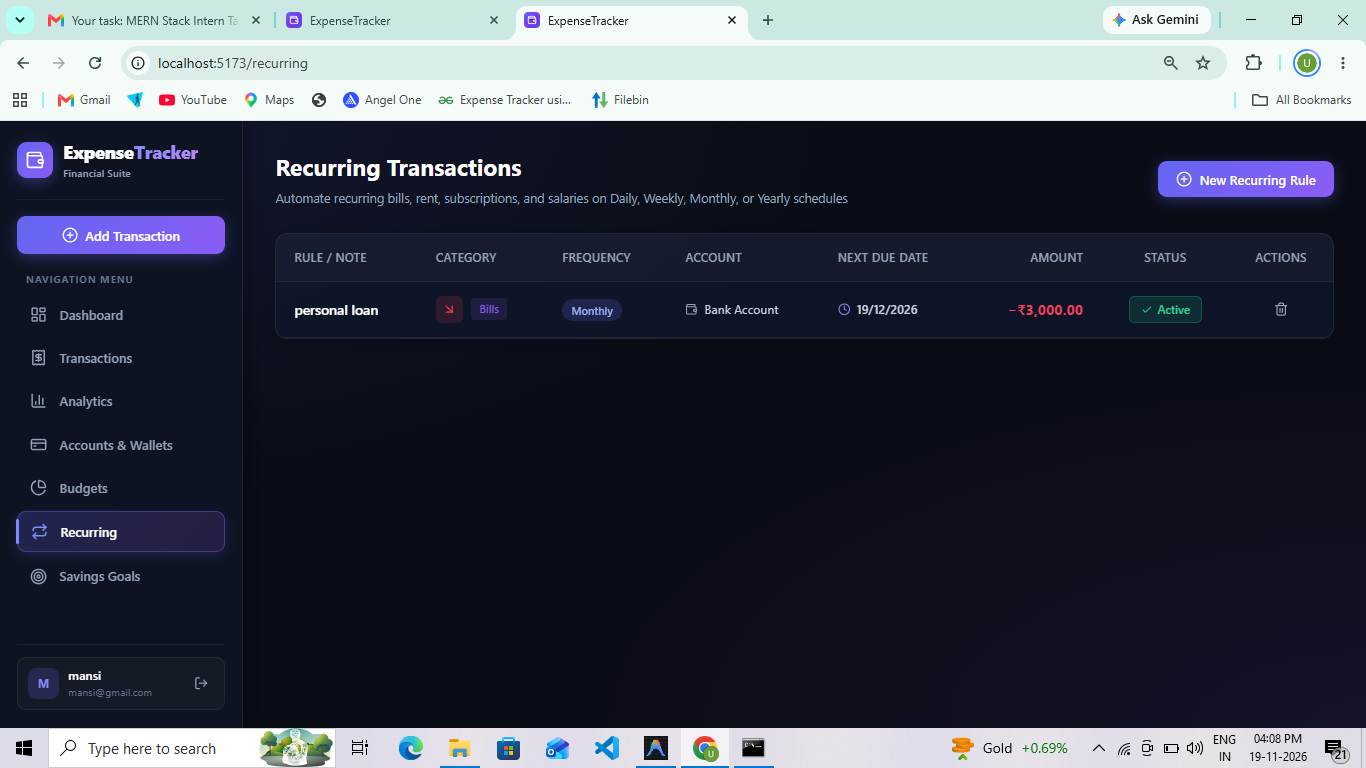 Your task: MERN Stack Intern Ta
ExpenseTracker
ExpenseTracker
Ask Gemini
localhost:5173/recurring
U
Gmail
YouTube
Maps
Angel One
Expense Tracker usi...
Filebin
All Bookmarks
ExpenseTracker
Financial Suite
Add Transaction
NAVIGATION MENU
Dashboard
Transactions
Analytics
Accounts & Wallets
Budgets
Recurring
Savings Goals
M
mansi
mansi@gmail.com
Recurring Transactions
Automate recurring bills, rent, subscriptions, and salaries on Daily, Weekly, Monthly, or Yearly schedules
New Recurring Rule
RULE / NOTE CATEGORY FREQUENCY ACCOUNT NEXT DUE DATE AMOUNT STATUS ACTIONS
personal loan Bills Monthly Bank Account 19/12/2026 −₹3,000.00 Active
Type here to search
Gold +0.69%
ENG
IN
04:08 PM
19-11-2026
21